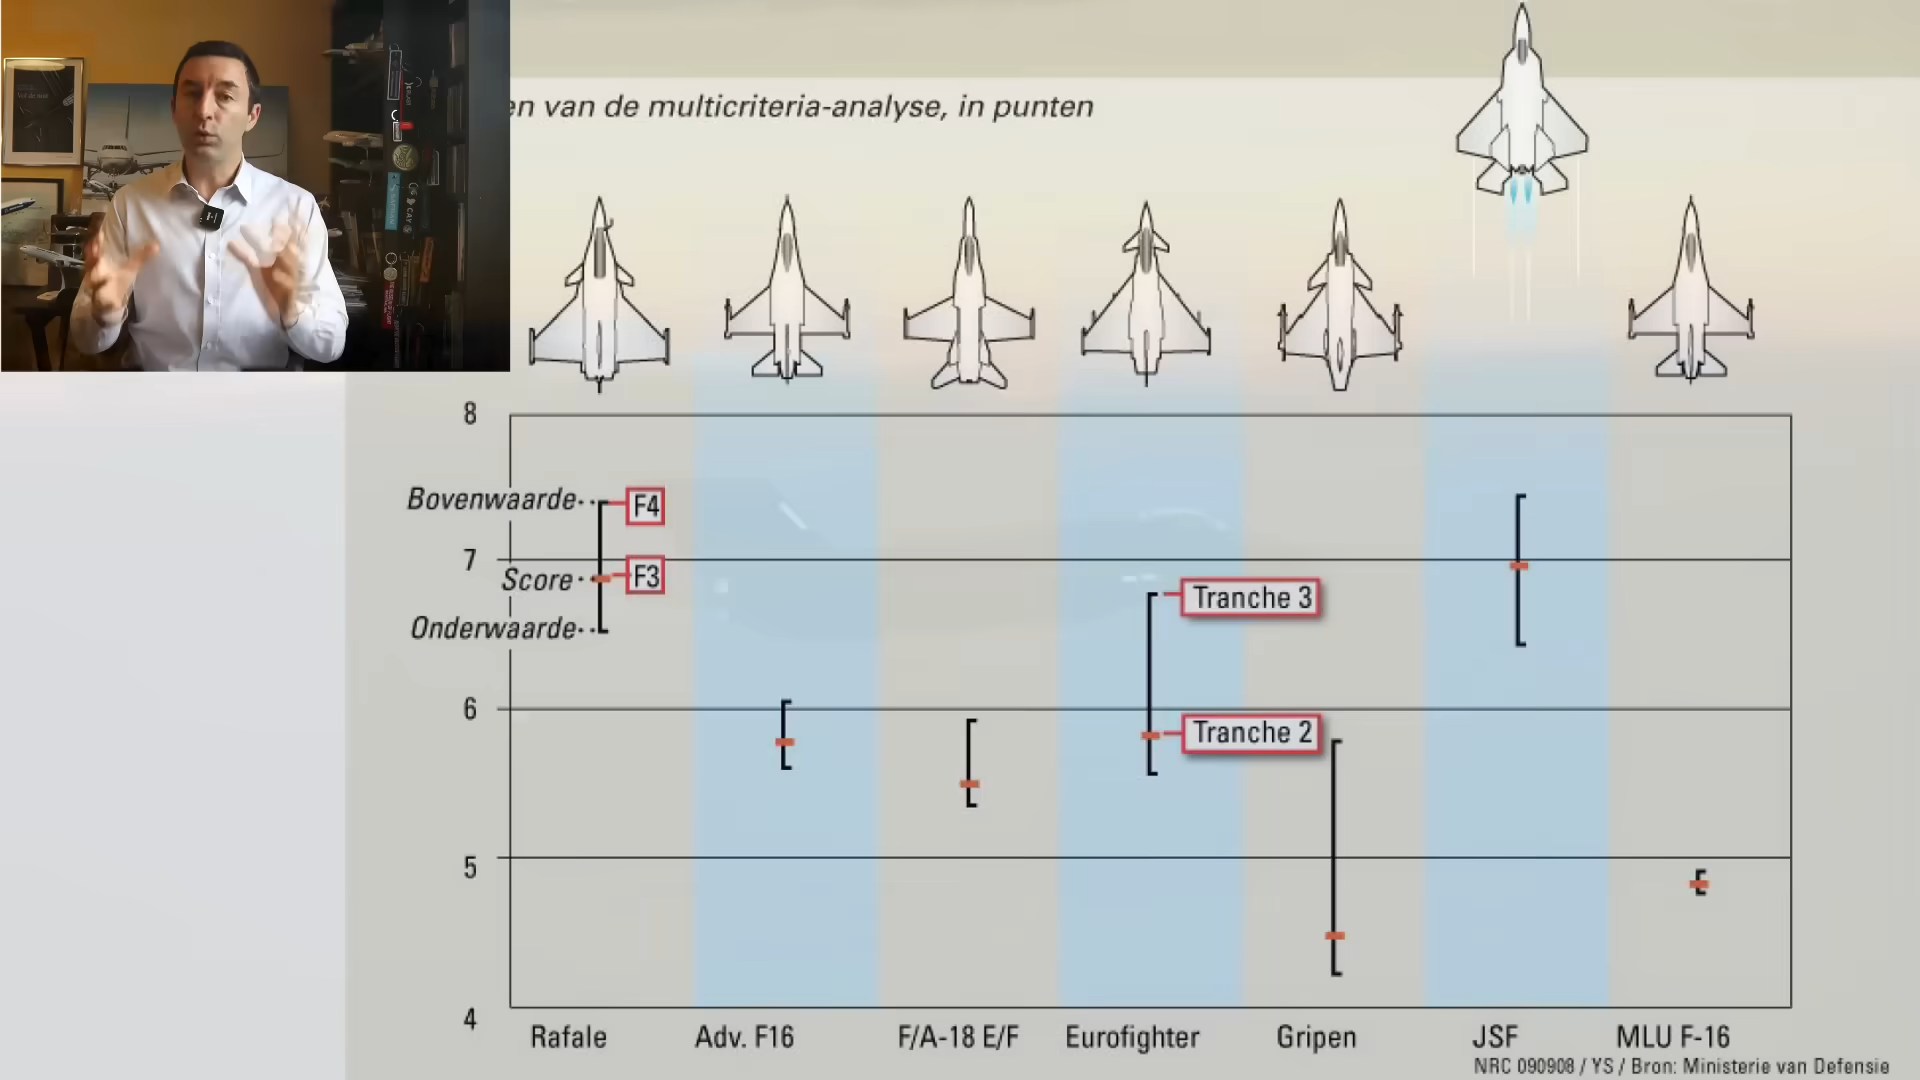 en van de multicriteria-analyse, in punten
8
Bovenwaarde
F4
7
Score
F3
Onderwaarde
Tranche 3
6
Tranche 2
5
4
Rafale
Adv. F16
F/A-18 E/F
Eurofighter
Gripen
JSF
MLU F-16
NRC 090908 / YS / Bron: Ministerie van Defensie